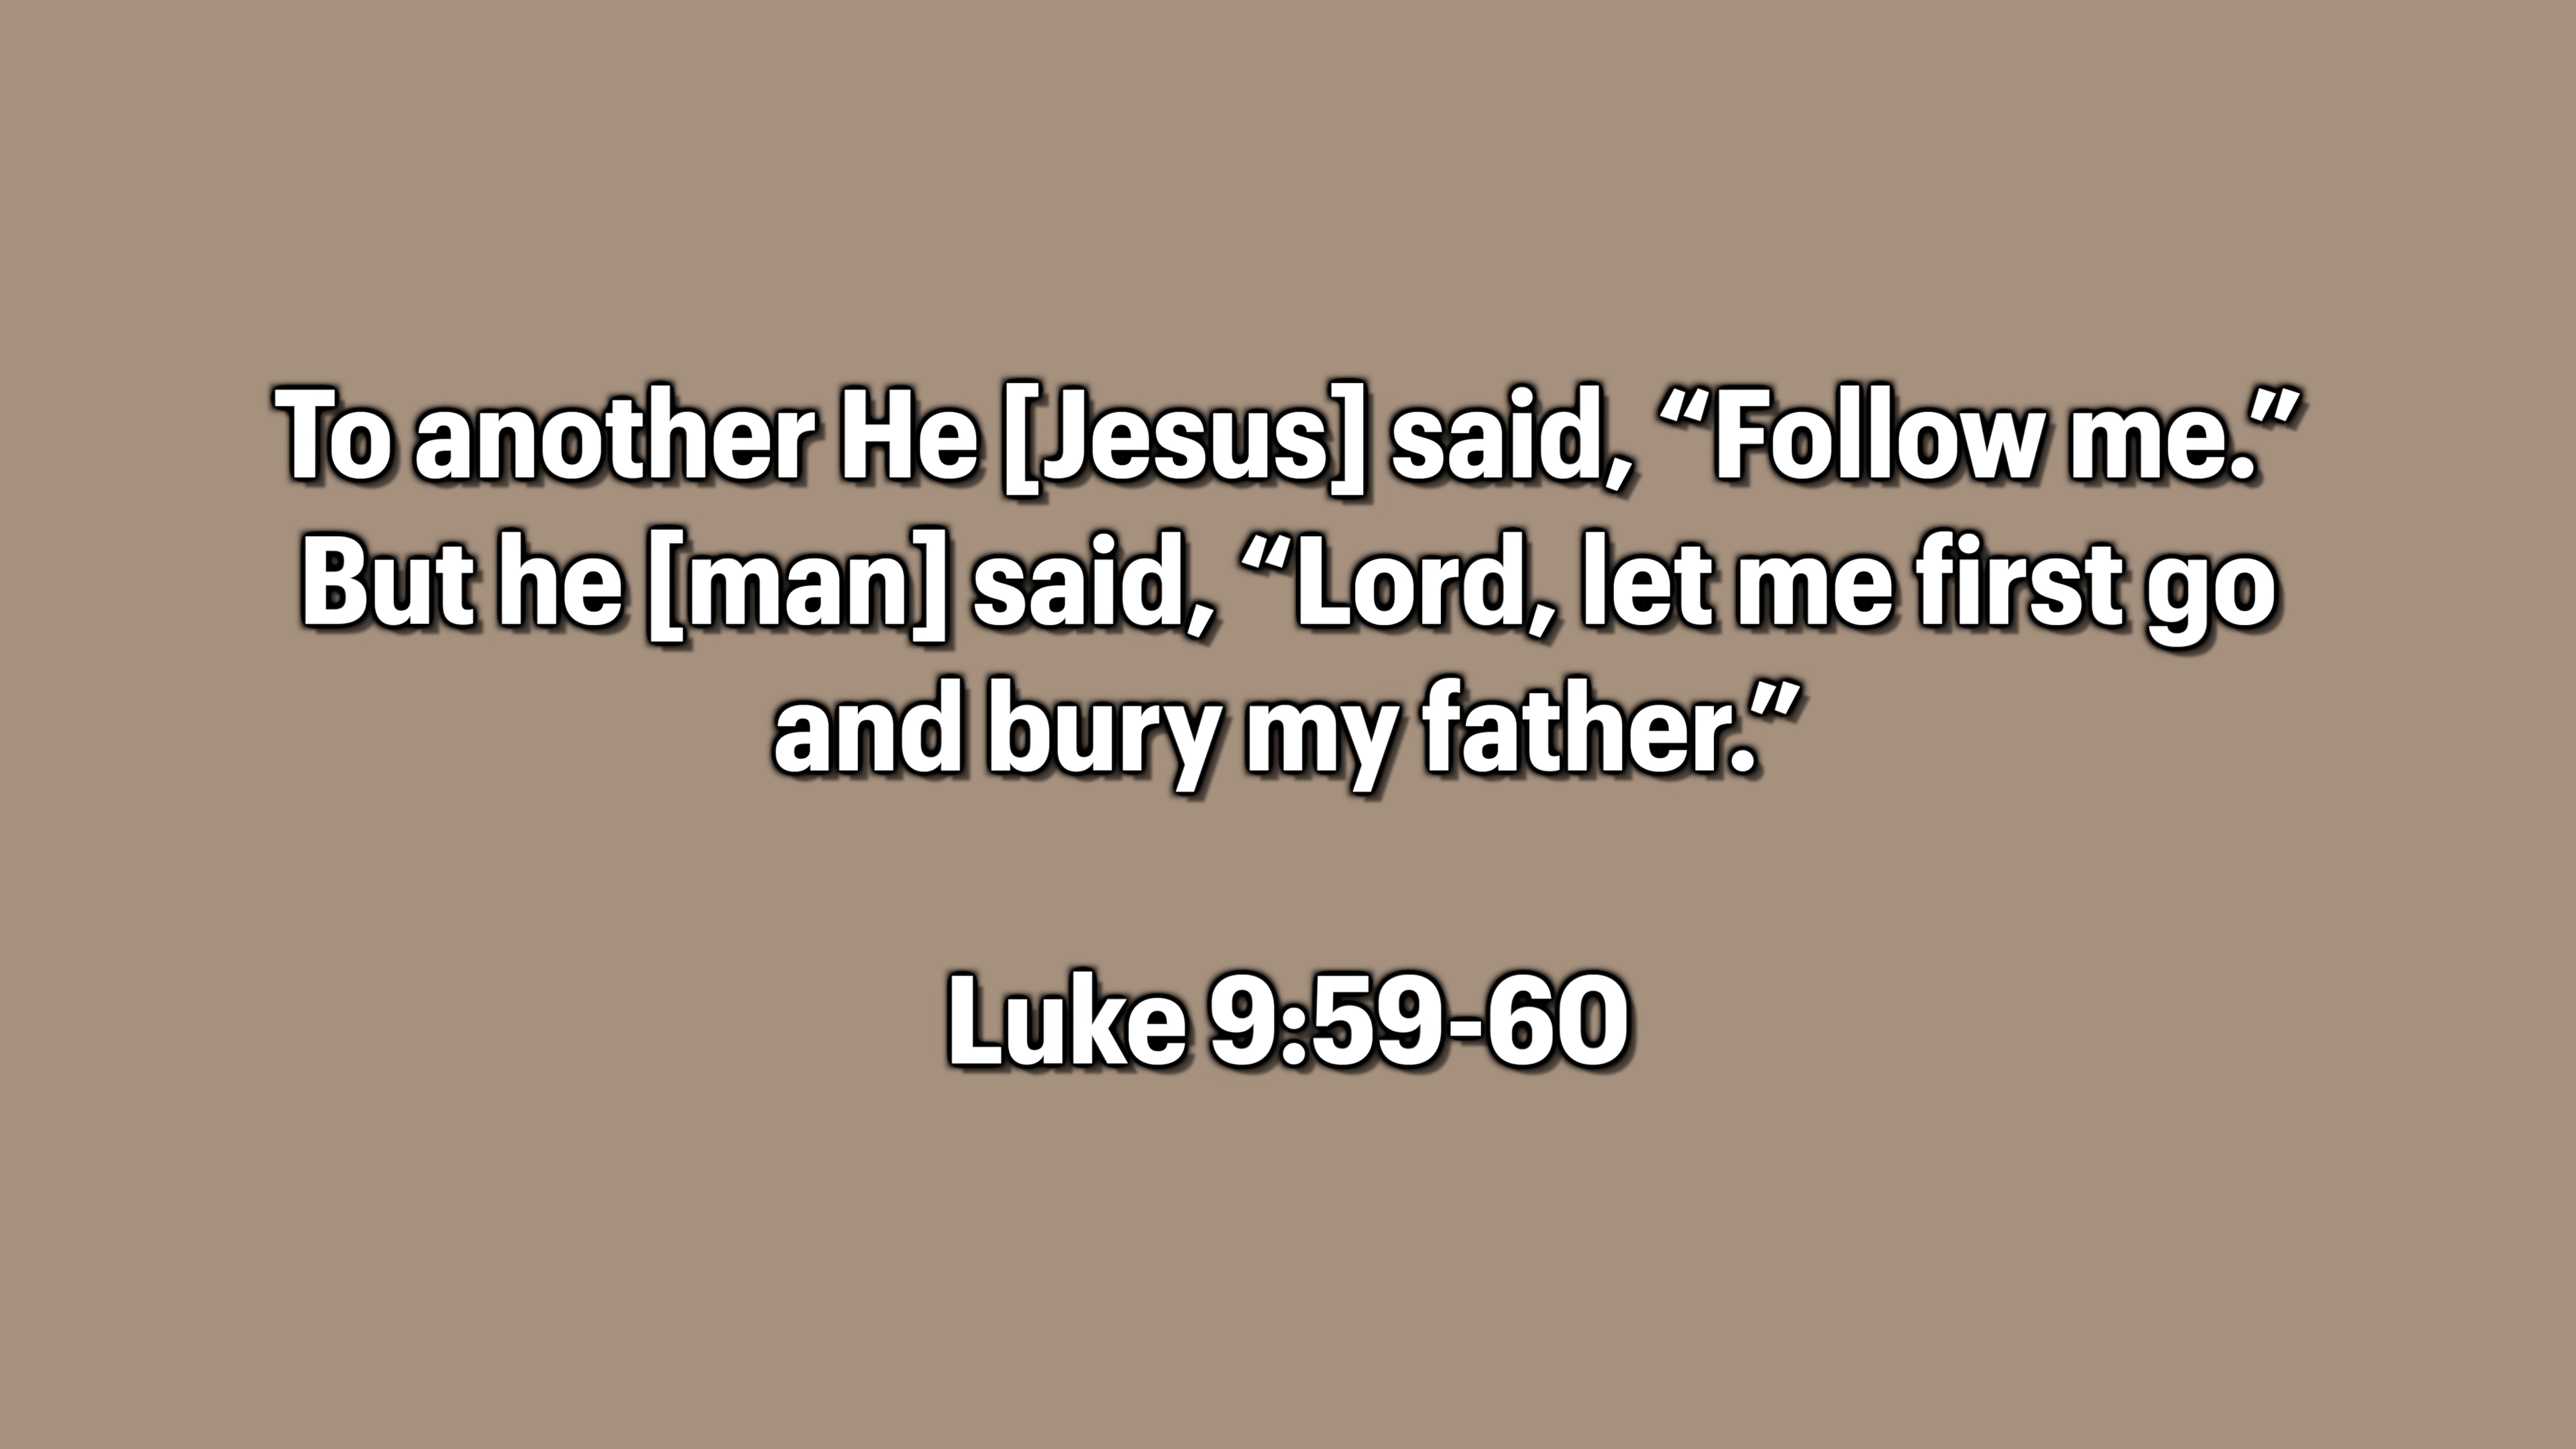 To another He [Jesus] said, “Follow me.”
But he [man] said, “Lord, let me first go
and bury my father.”
Luke 9:59-60